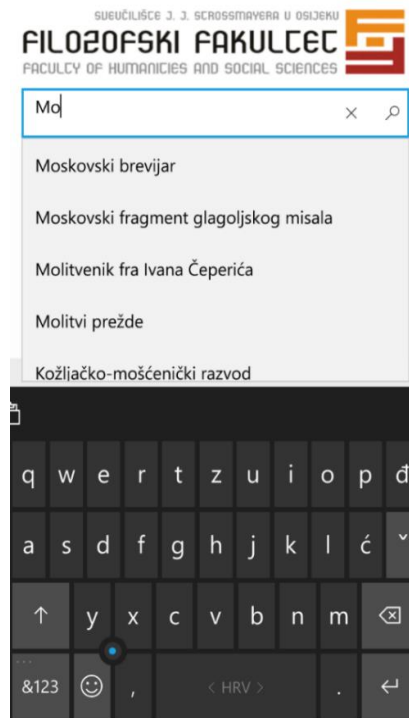 SVEUČILIŠTE J. J. STROSSMAYERA U OSIJEKU
FILOZOFSKI FAKULTET
FACULTY OF HUMANITIES AND SOCIAL SCIENCES
Mo
Moskovski brevijar
Moskovski fragment glagoljskog misala
Molitvenik fra Ivana Čeperića
Molitvi prežde
Kožljačko-mošćenički razvod
q w e r t z u i o p đ
a s d f g h j k l ć ˇ
y x c v b n m
&123 , < HRV > .